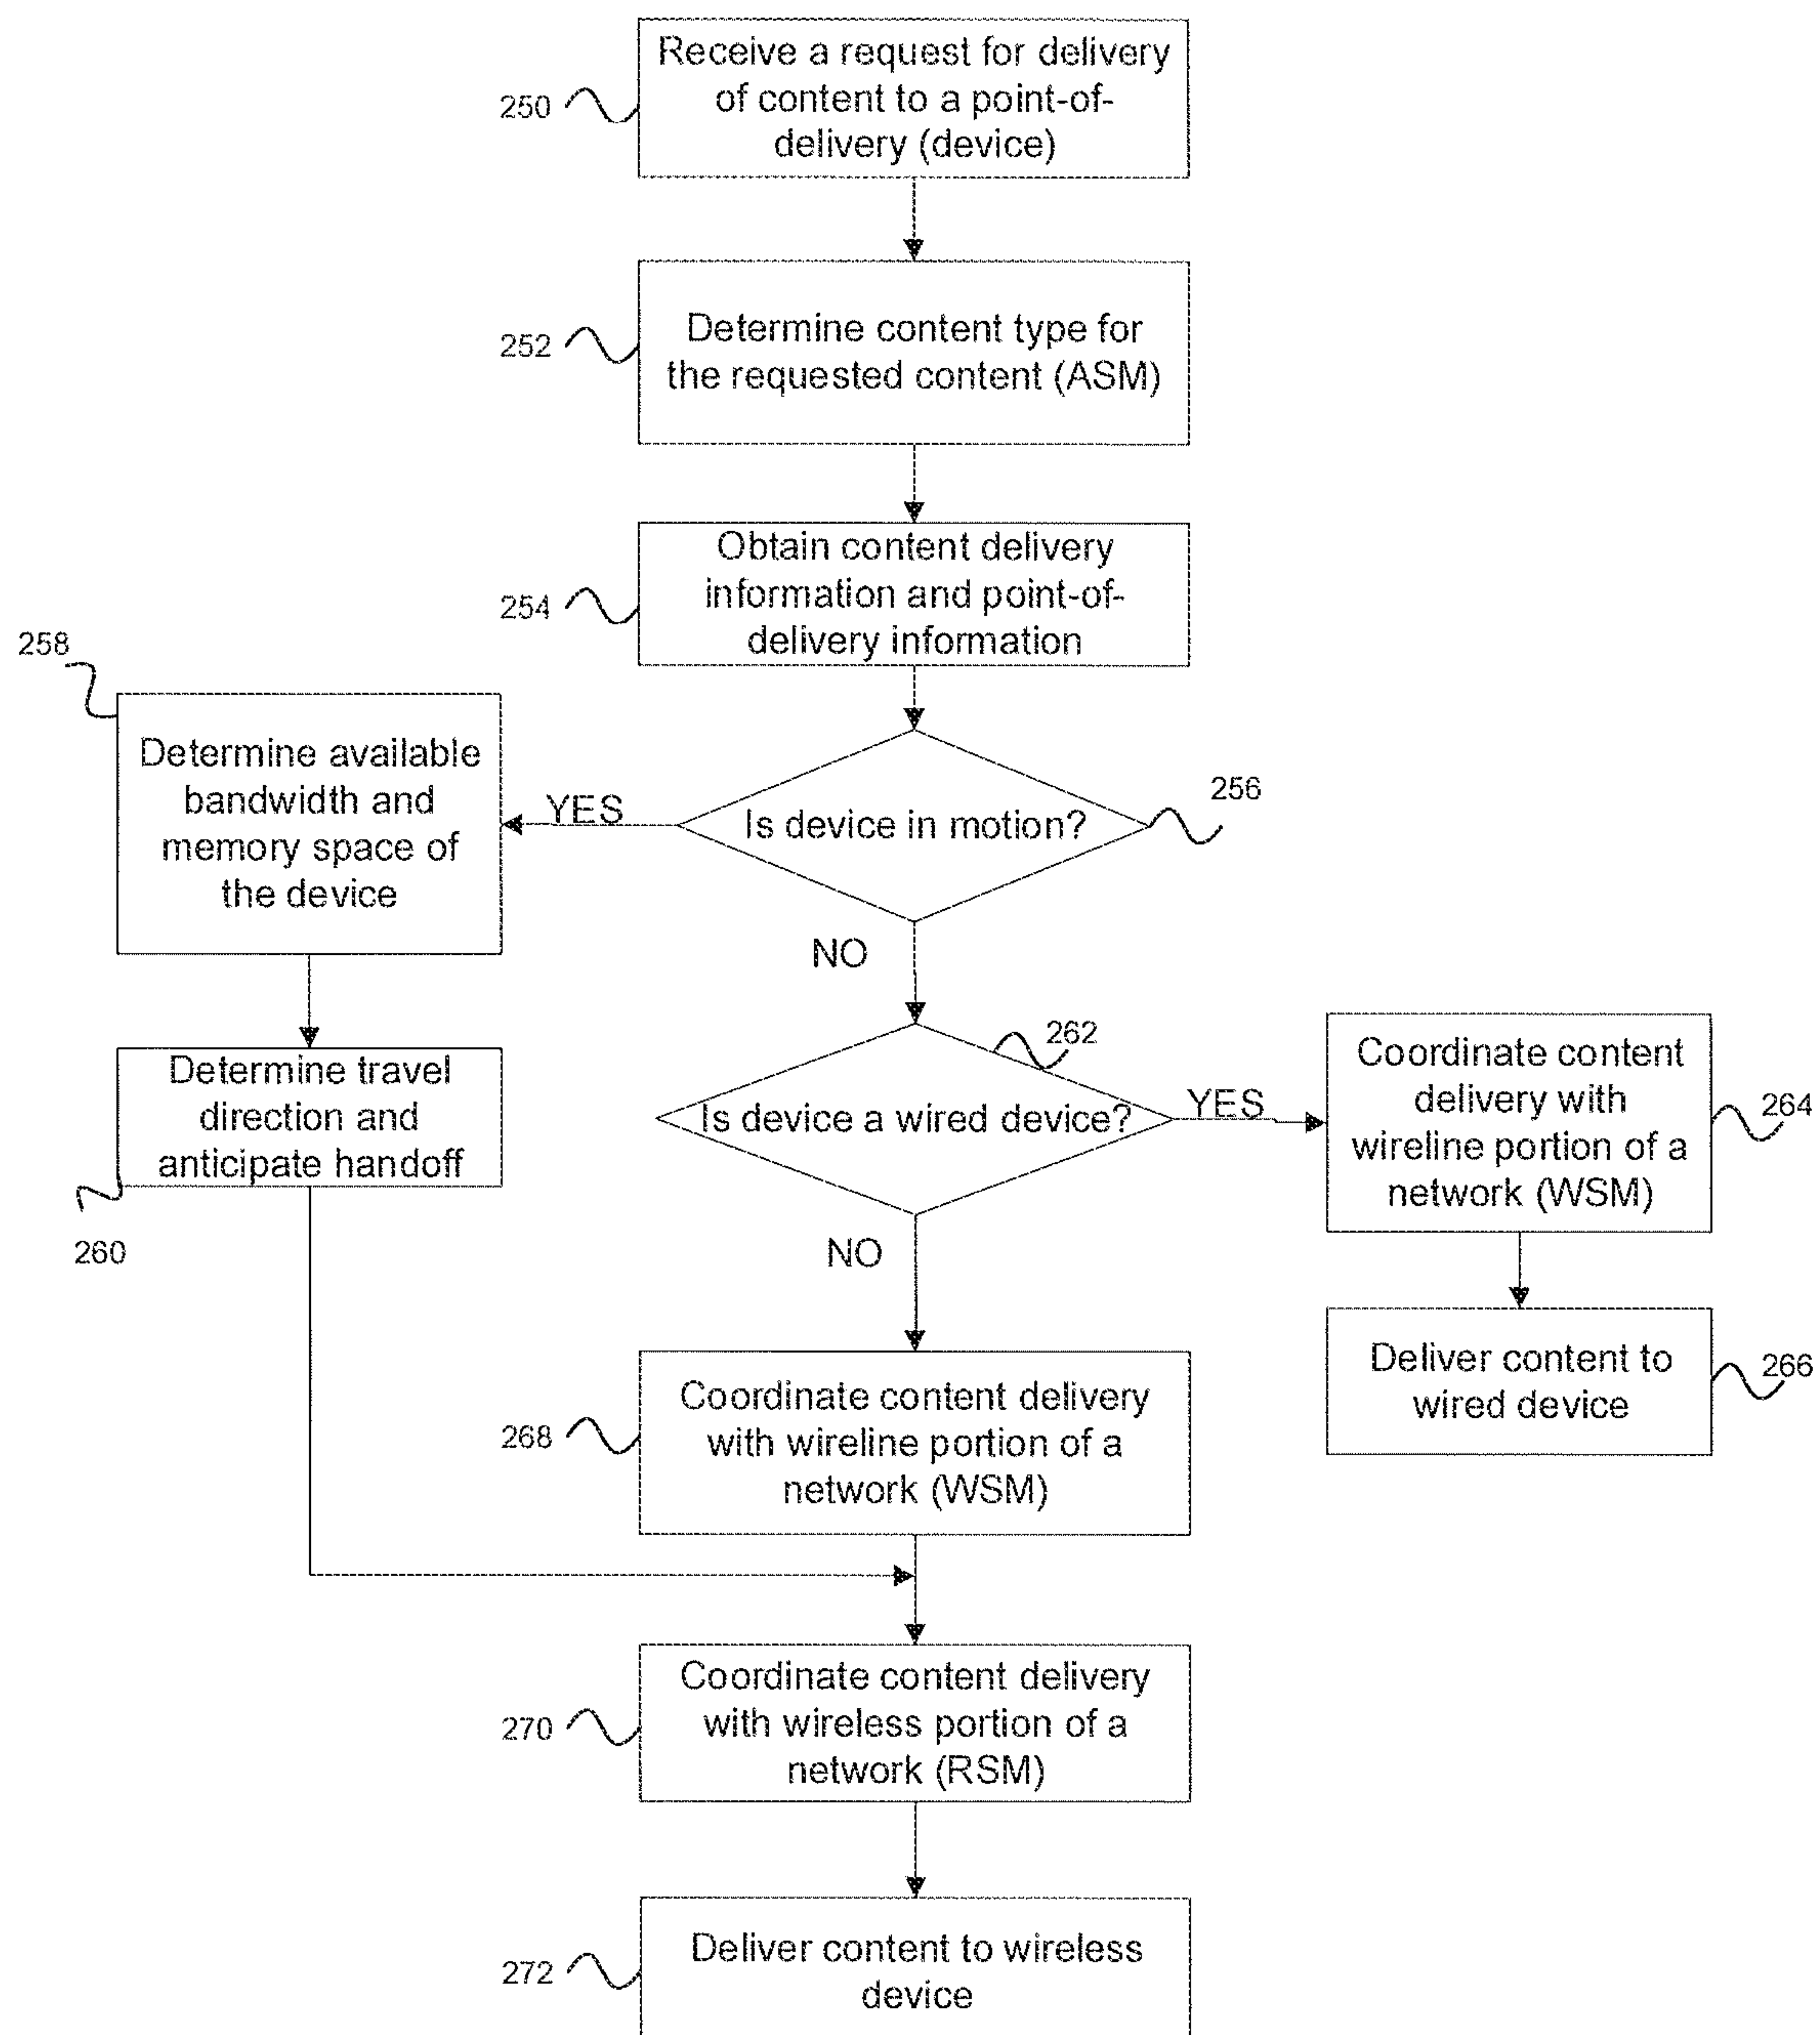 Receive a request for delivery
of content to a point-of-
delivery (device)
250
Determine content type for
the requested content (ASM)
252
Obtain content delivery
information and point-of-
delivery information
254
258
Determine available
bandwidth and
memory space of
the device
YES
Is device in motion?
256
NO
Determine travel
direction and
anticipate handoff
260
262
Is device a wired device?
YES
Coordinate content
delivery with
wireline portion of a
network (WSM)
264
NO
Deliver content to
wired device
266
Coordinate content delivery
with wireline portion of a
network (WSM)
268
Coordinate content delivery
with wireless portion of a
network (RSM)
270
Deliver content to wireless
device
272